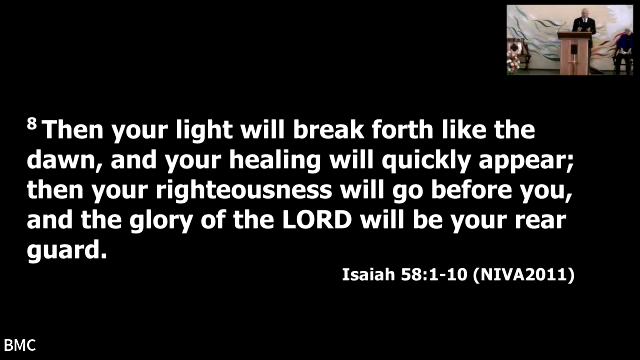 8 Then your light will break forth like the
dawn, and your healing will quickly appear;
then your righteousness will go before you,
and the glory of the LORD will be your rear
guard.
Isaiah 58:1-10 (NIVA2011)
BMC